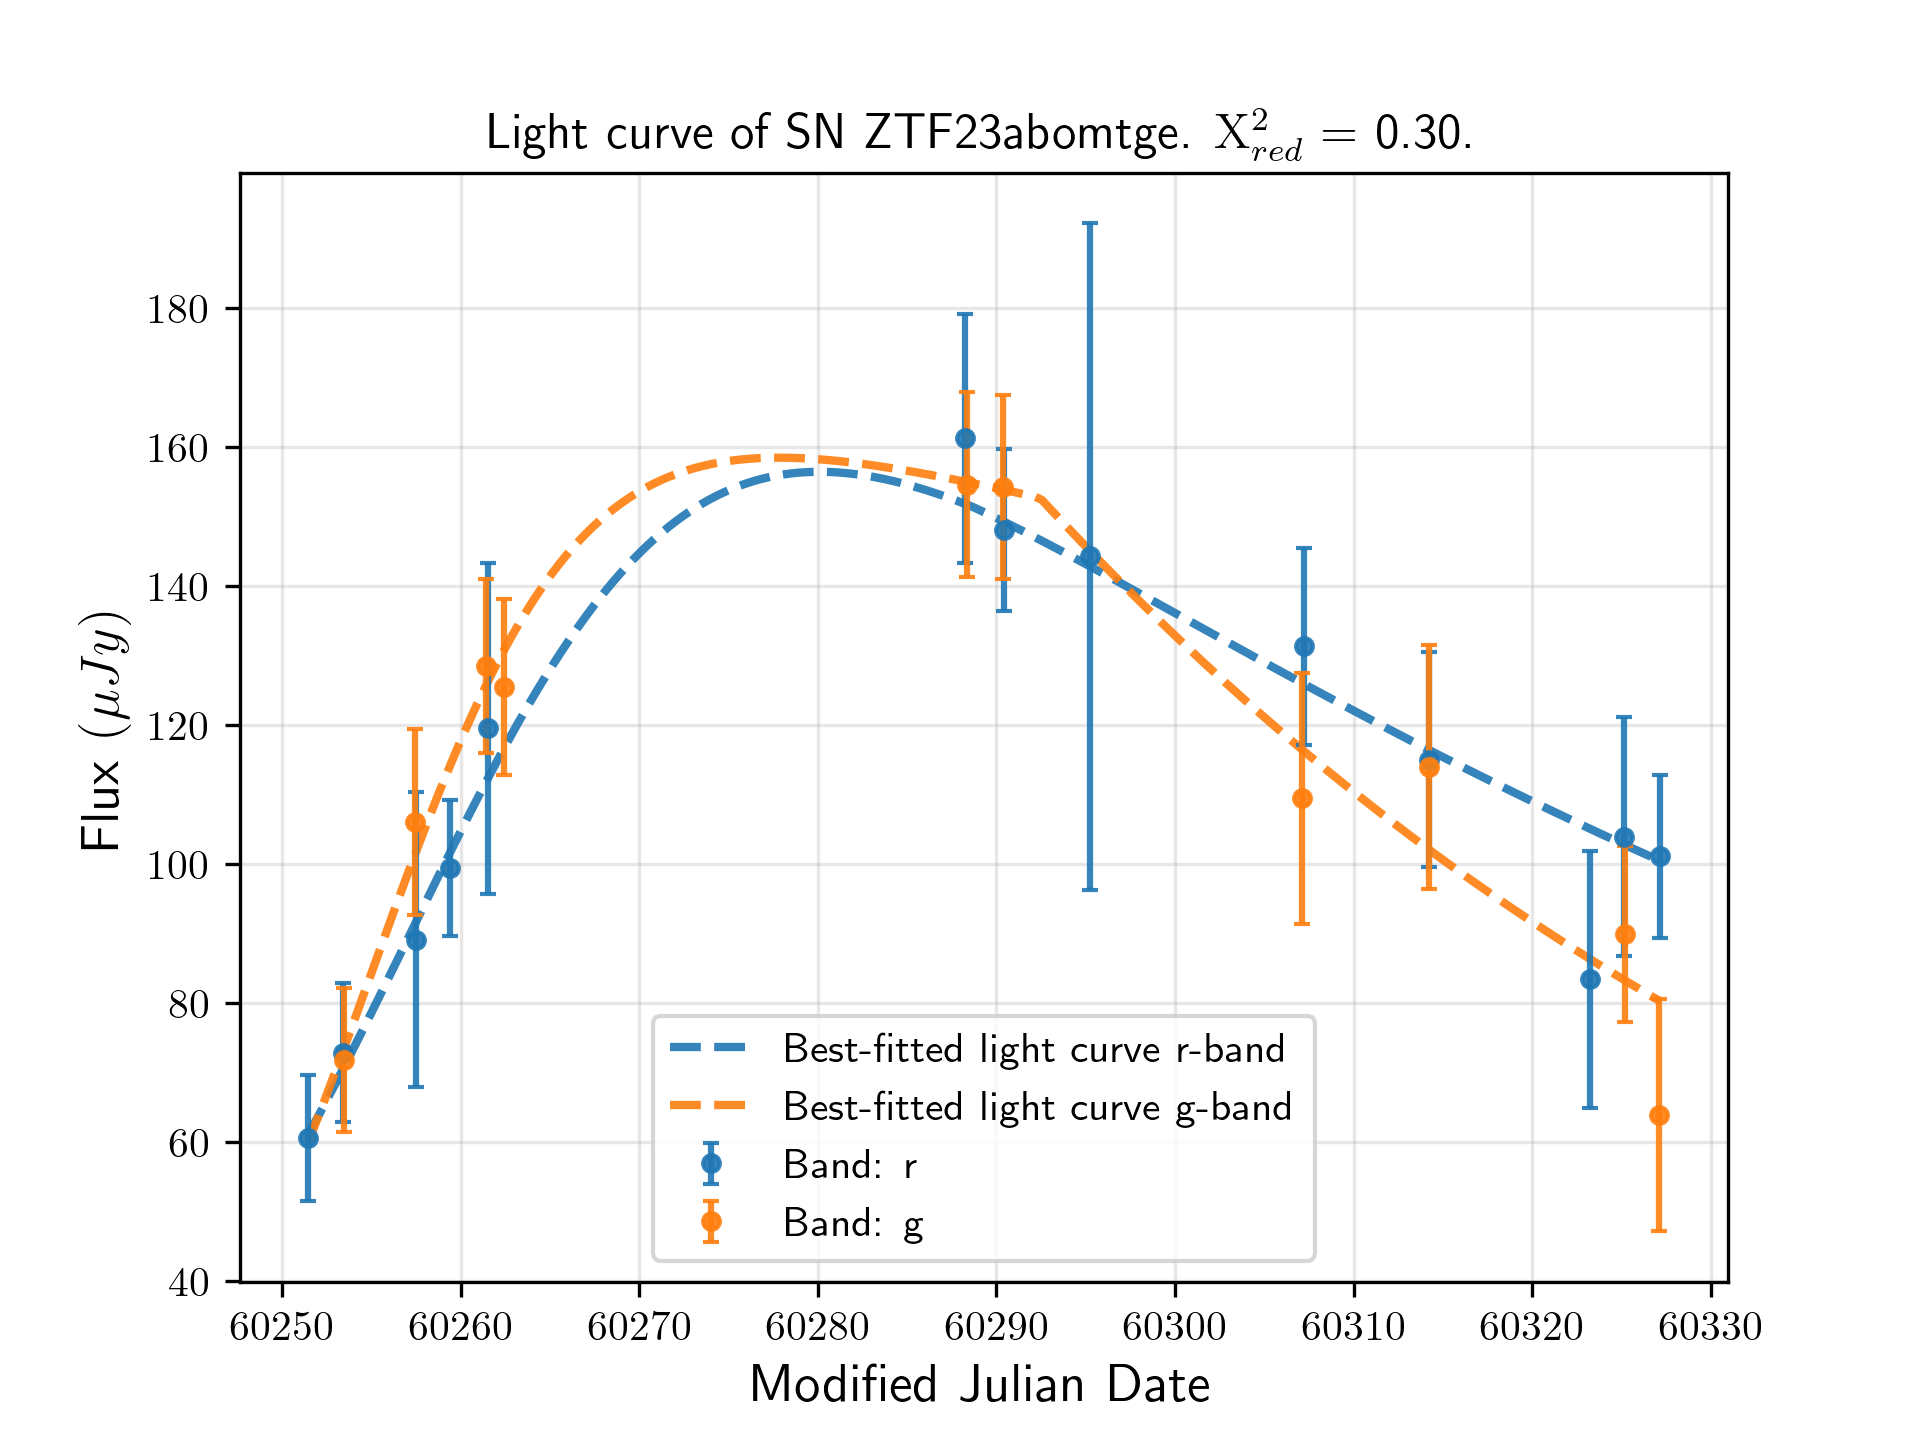 Light curve of SN ZTF23abomtge. X²_red = 0.30.
Flux (μJy)
180
160
140
120
100
80
60
40
Best-fitted light curve r-band
Best-fitted light curve g-band
Band: r
Band: g
60250 60260 60270 60280 60290 60300 60310 60320 60330
Modified Julian Date